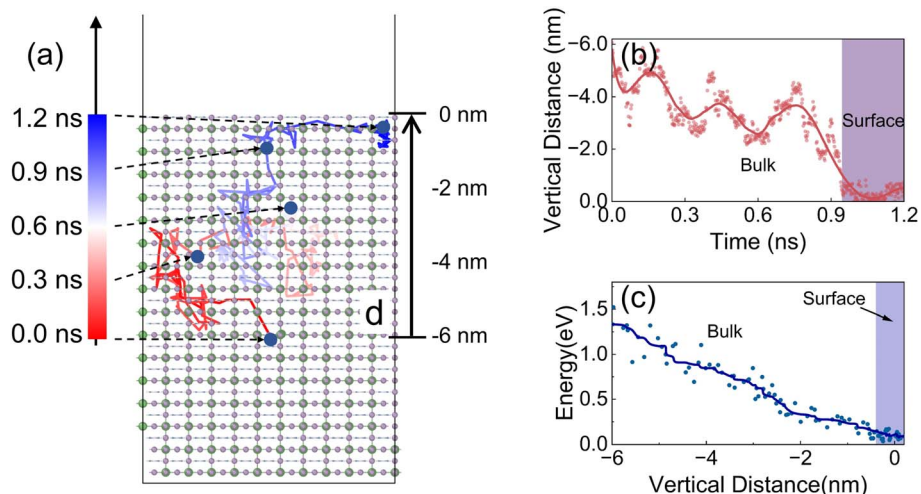 (a)
1.2 ns
0.9 ns
0.6 ns
0.3 ns
0.0 ns
0 nm
-2 nm
-4 nm
-6 nm
d
(b)
Vertical Distance (nm)
−6.0
−4.0
−2.0
0.0
Bulk
Surface
0.0 0.3 0.6 0.9 1.2
Time (ns)
(c)
Energy(eV)
1.5
1.0
0.5
0.0
Bulk
Surface
−6 −4 −2 0
Vertical Distance(nm)